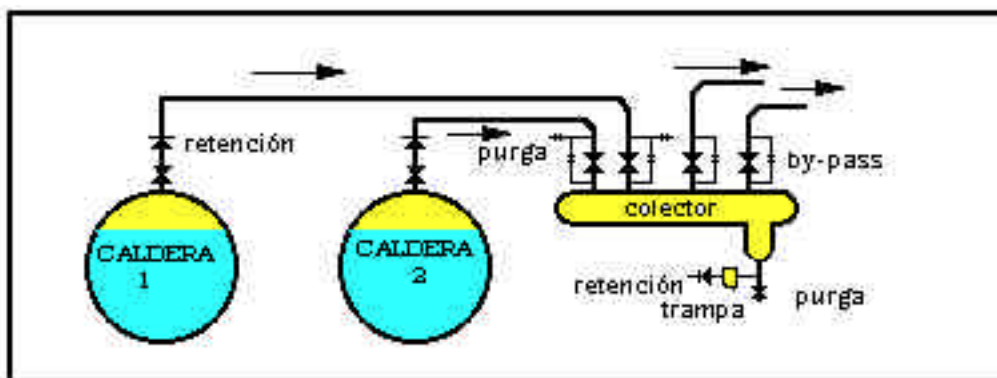 retención
purga
by-pass
colector
CALDERA
1
CALDERA
2
retención
trampa
purga